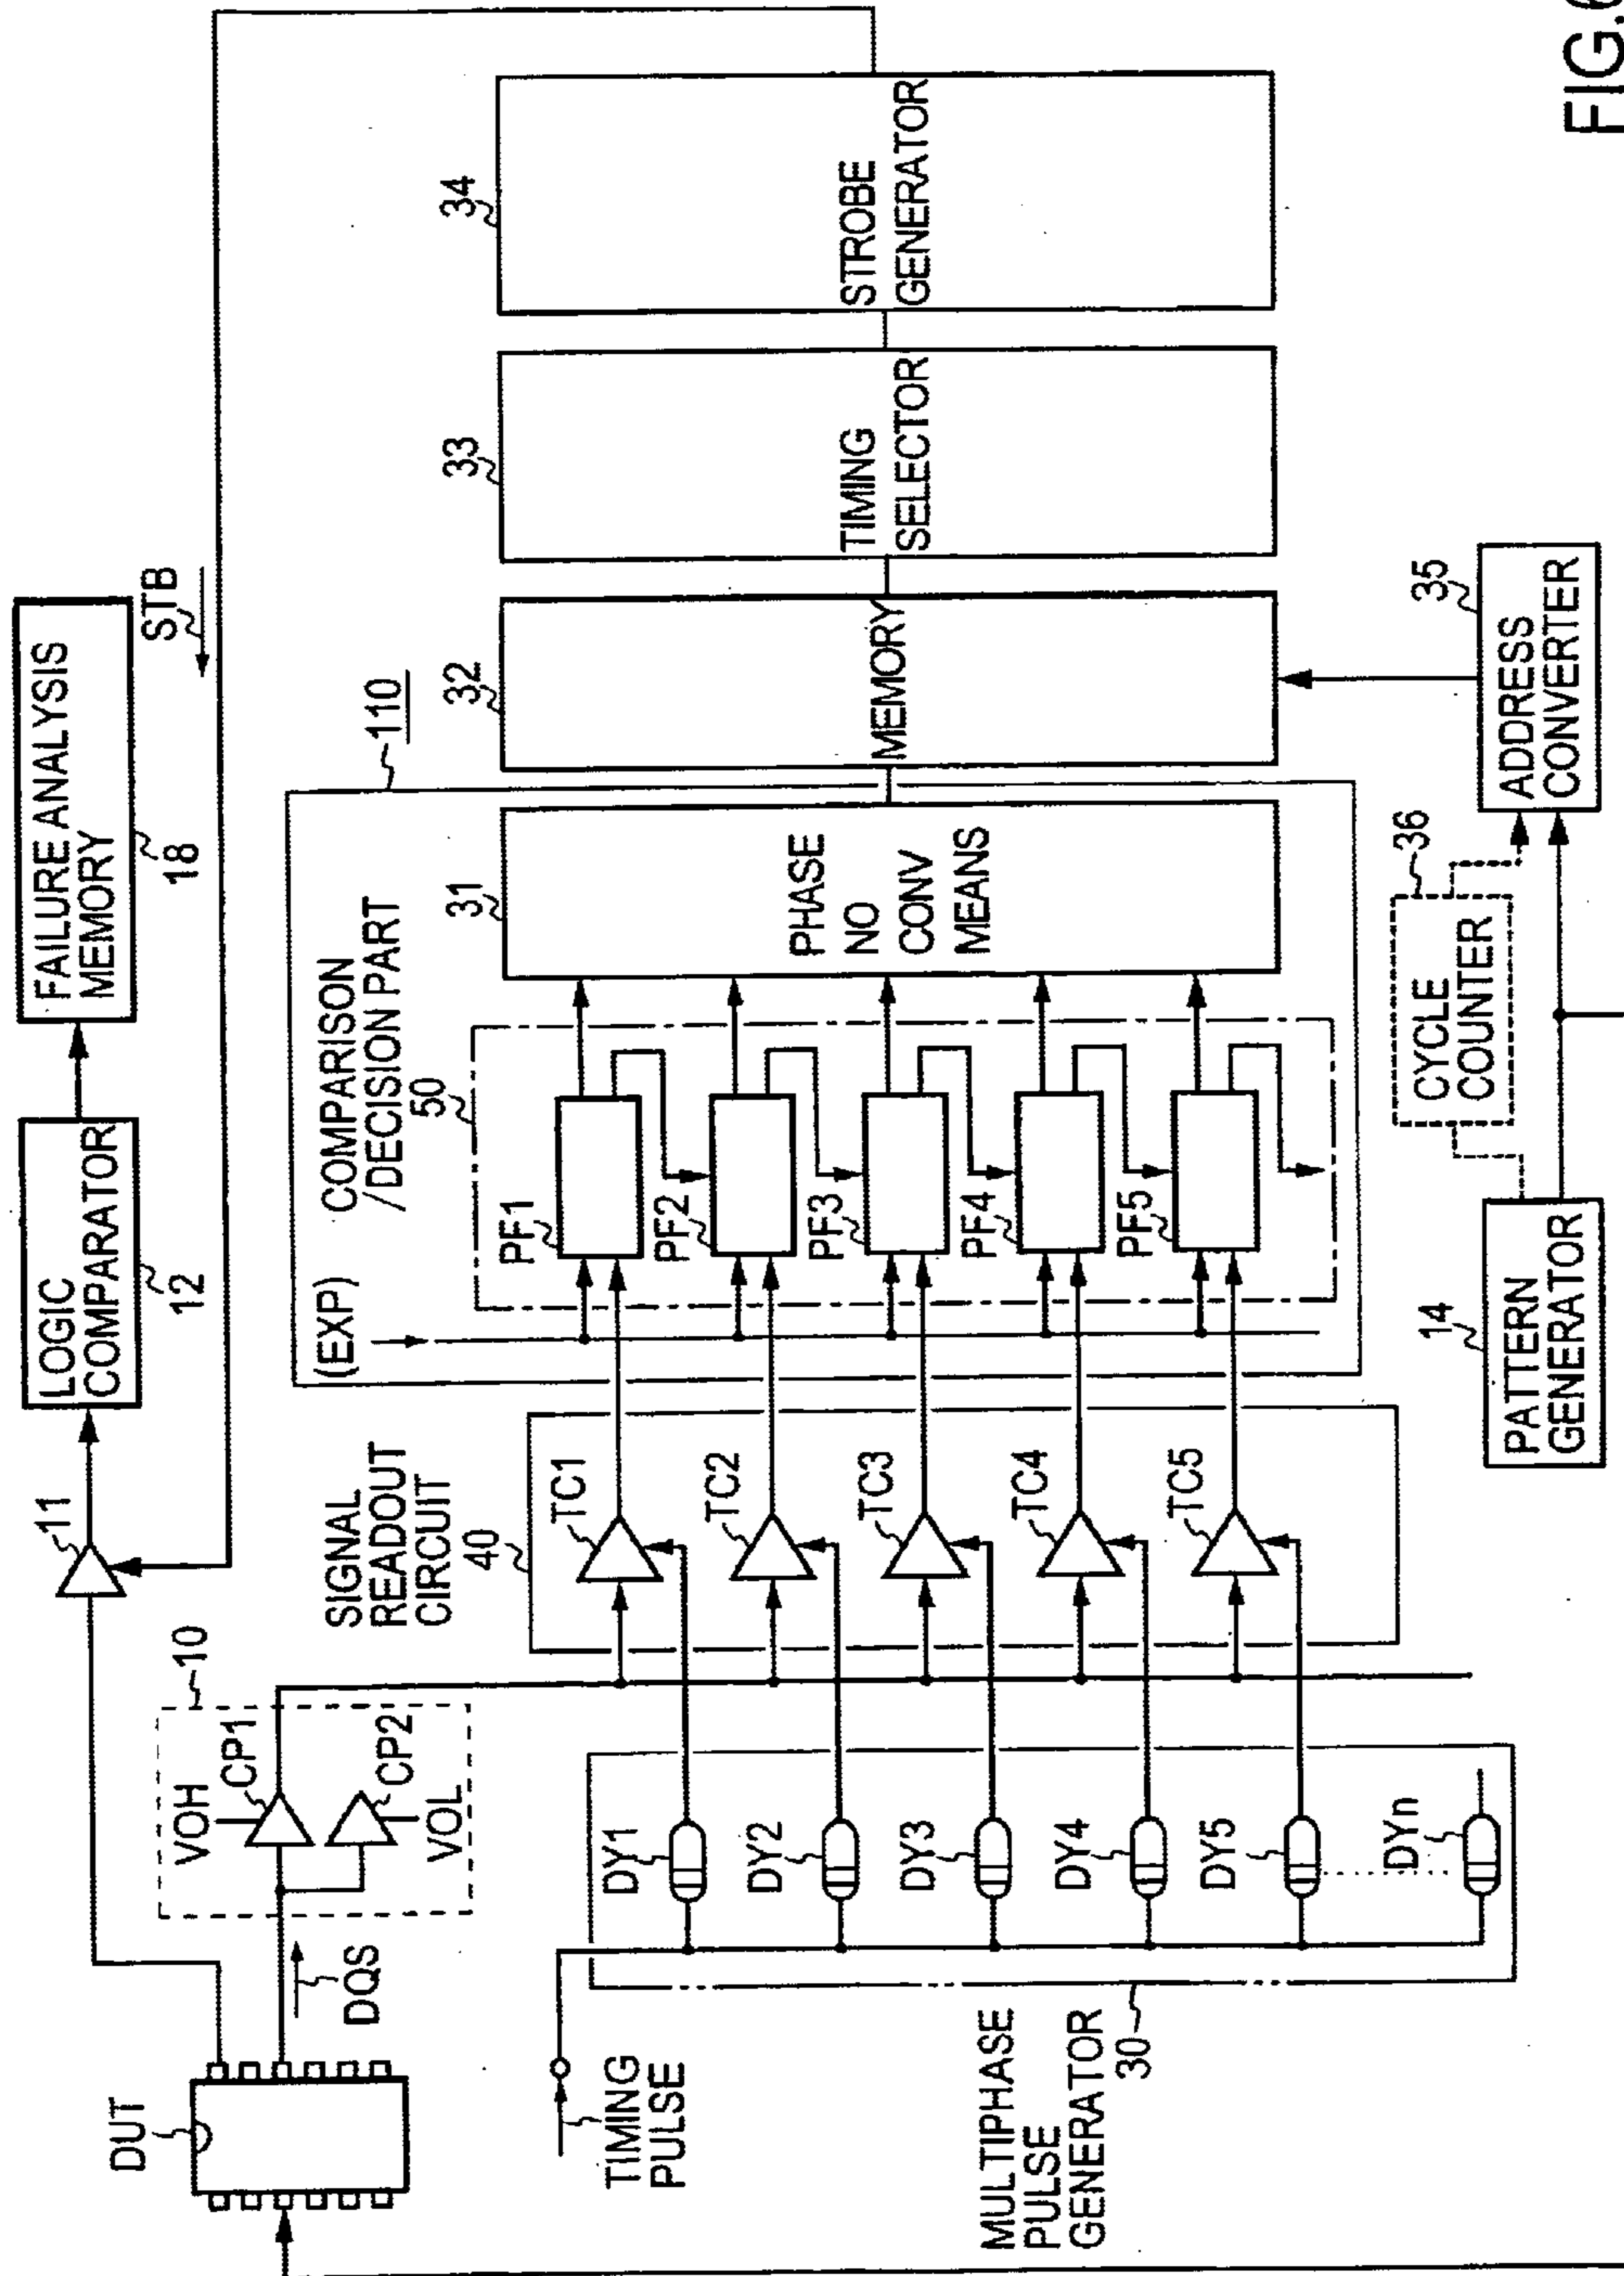 DUT
DQS
10
VOH
CP1
CP2
VOL
11
LOGIC
COMPARATOR
12
FAILURE ANALYSIS
MEMORY
18
STB
TIMING
PULSE
MULTIPHASE
PULSE
GENERATOR
30
DY1
DY2
DY3
DY4
DY5
DYn
SIGNAL
READOUT
CIRCUIT
40
TC1
TC2
TC3
TC4
TC5
(EXP)
COMPARISON
/DECISION PART
50
PF1
PF2
PF3
PF4
PF5
110
31
PHASE
NO
CONV
MEANS
32
MEMORY
33
TIMING
SELECTOR
34
STROBE
GENERATOR
14
PATTERN
GENERATOR
CYCLE
COUNTER
36
35
ADDRESS
CONVERTER
FIG.6